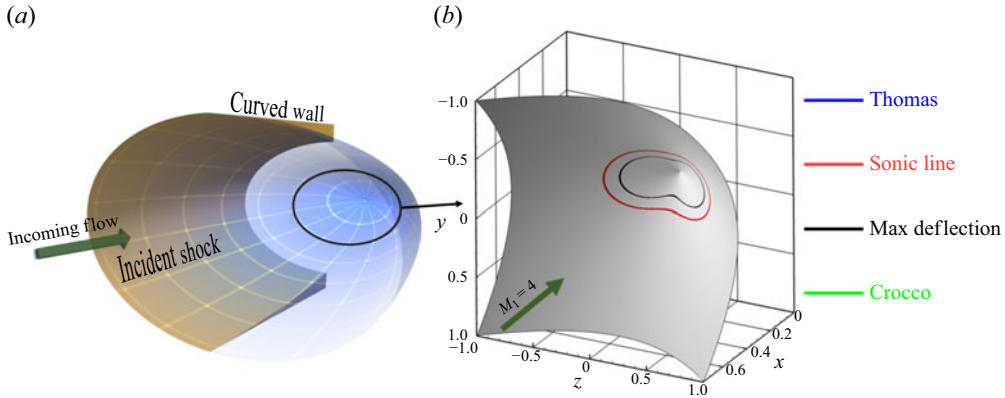 (a)
Curved wall
Incoming flow
Incident shock
(b)
−1.0
−0.5
y 0
0.5
1.0
M1 = 4
−1.0
−0.5
0
0.5
1.0
z
0
0.2
0.4
0.6
x
Thomas
Sonic line
Max deflection
Crocco